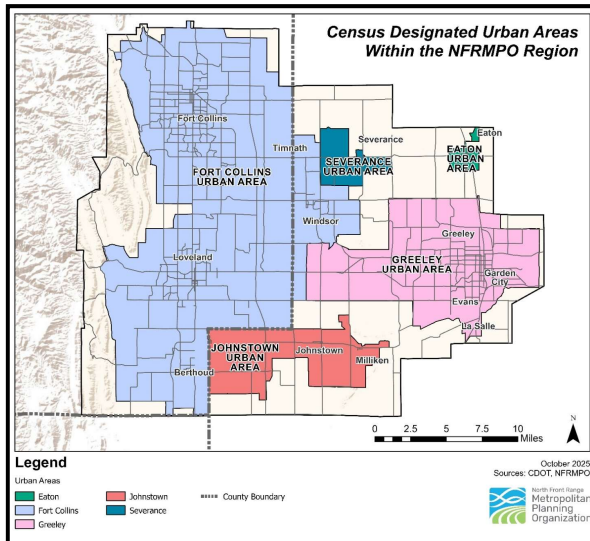 Census Designated Urban Areas
Within the NFRMPO Region
Fort Collins
Timnath
Severance
Eaton
FORT COLLINS
URBAN AREA
SEVERANCE
URBAN AREA
EATON
URBAN
AREA
Windsor
Greeley
Loveland
GREELEY
URBAN AREA
Garden
City
Evans
La Salle
JOHNSTOWN
URBAN
AREA
Johnstown
Milliken
Berthoud
0 2.5 5 7.5 10
Miles
N
Legend
Urban Areas
Eaton
Fort Collins
Greeley
Johnstown
Severance
County Boundary
October 2025
Sources: CDOT, NFRMPO
North Front Range
Metropolitan
Planning
Organization